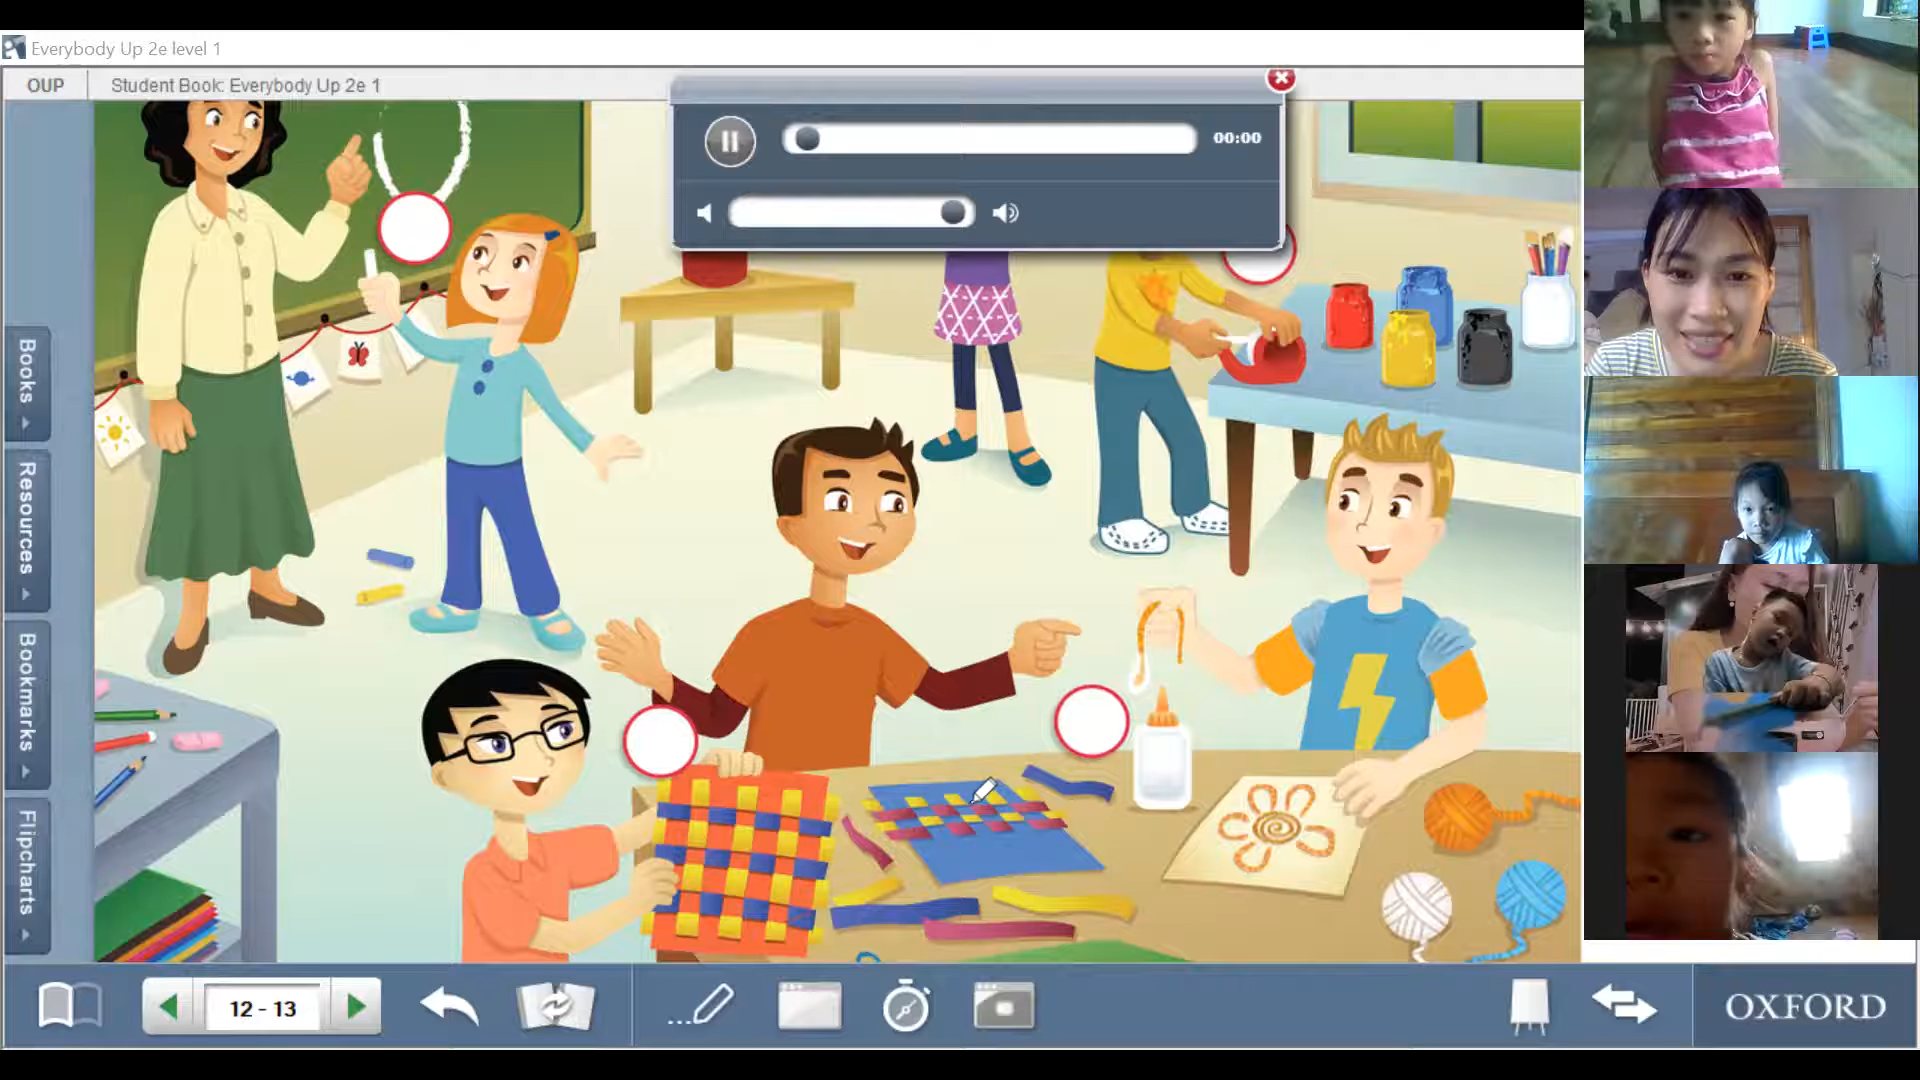 Everybody Up 2e level 1
OUP
Student Book: Everybody Up 2e 1
00:00
Books
Resources
Bookmarks
Flipcharts
12 - 13
OXFORD